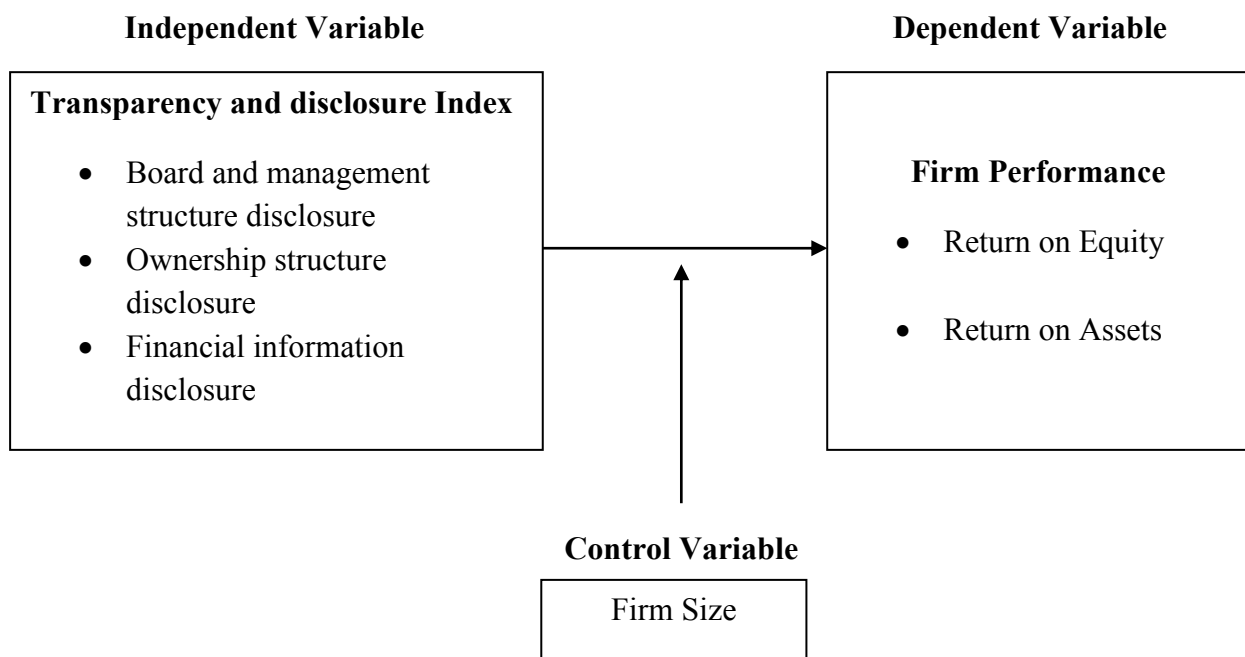 Independent Variable
Dependent Variable
Transparency and disclosure Index
• Board and management
structure disclosure
• Ownership structure
disclosure
• Financial information
disclosure
Firm Performance
• Return on Equity
• Return on Assets
Control Variable
Firm Size